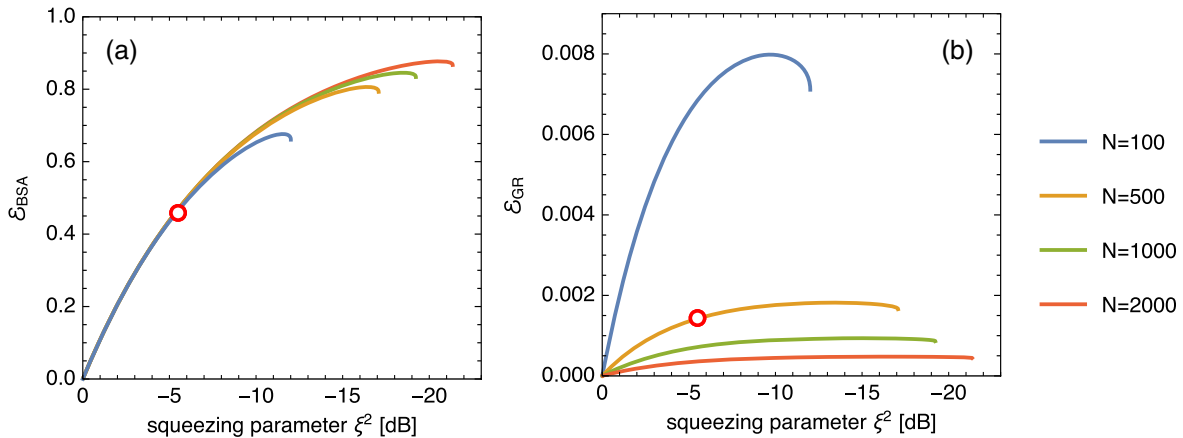 (a)
1.0
0.8
0.6
0.4
0.2
0.0
ℰBSA
0 −5 −10 −15 −20
squeezing parameter ξ² [dB]
(b)
0.008
0.006
0.004
0.002
0.000
ℰGR
0 −5 −10 −15 −20
squeezing parameter ξ² [dB]
N=100
N=500
N=1000
N=2000